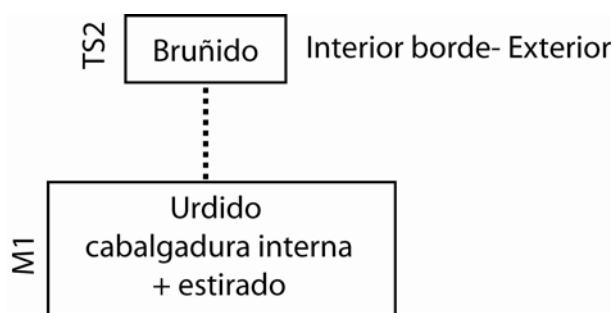 TS2
Bruñido
Interior borde- Exterior
M1
Urdido
cabalgadura interna
+ estirado